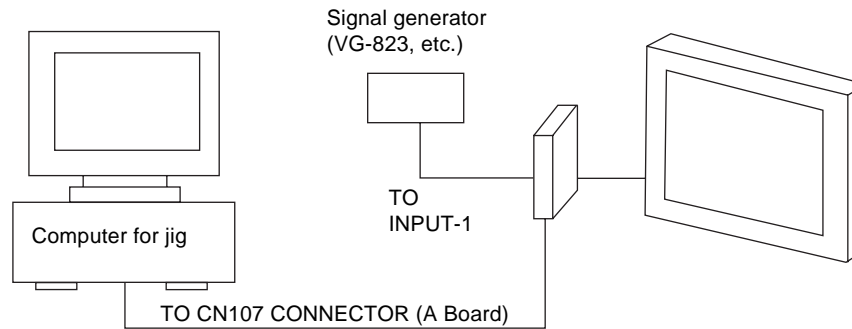 Signal generator
(VG-823, etc.)
TO
INPUT-1
Computer for jig
TO CN107 CONNECTOR (A Board)